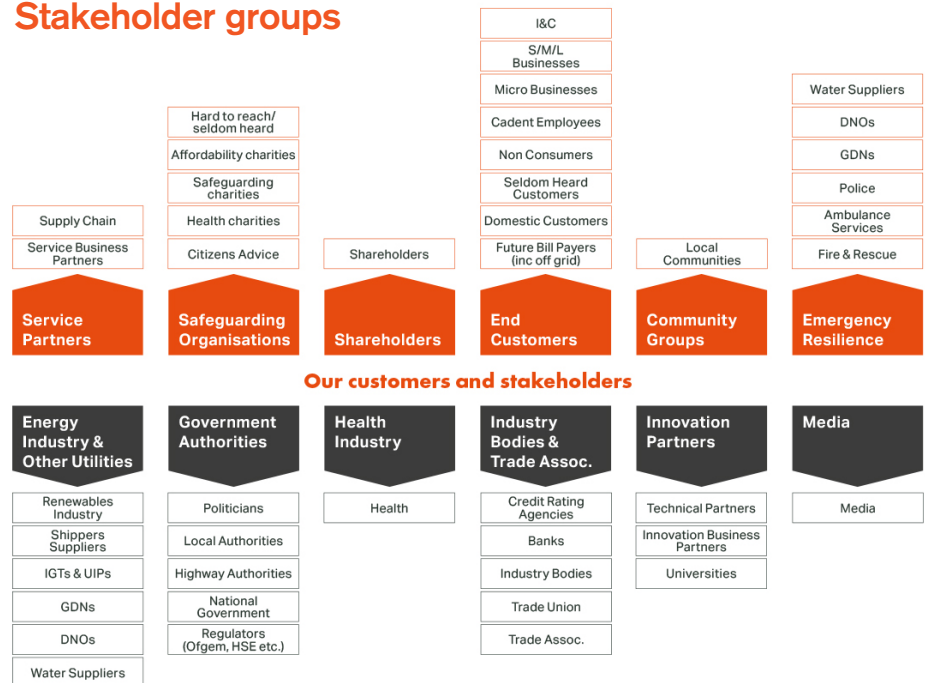 Stakeholder groups
I&C
S/M/L
Businesses
Micro Businesses
Cadent Employees
Non Consumers
Seldom Heard
Customers
Domestic Customers
Future Bill Payers
(inc off grid)
Water Suppliers
DNOs
GDNs
Police
Ambulance
Services
Fire & Rescue
Hard to reach/
seldom heard
Affordability charities
Safeguarding
charities
Health charities
Citizens Advice
Supply Chain
Service Business
Partners
Shareholders
Local
Communities
Service
Partners
Safeguarding
Organisations
Shareholders
End
Customers
Community
Groups
Emergency
Resilience
Our customers and stakeholders
Energy
Industry &
Other Utilities
Government
Authorities
Health
Industry
Industry
Bodies &
Trade Assoc.
Innovation
Partners
Media
Renewables
Industry
Shippers
Suppliers
IGTs & UIPs
GDNs
DNOs
Water Suppliers
Politicians
Local Authorities
Highway Authorities
National
Government
Regulators
(Ofgem, HSE etc.)
Health
Credit Rating
Agencies
Banks
Industry Bodies
Trade Union
Trade Assoc.
Technical Partners
Innovation Business
Partners
Universities
Media